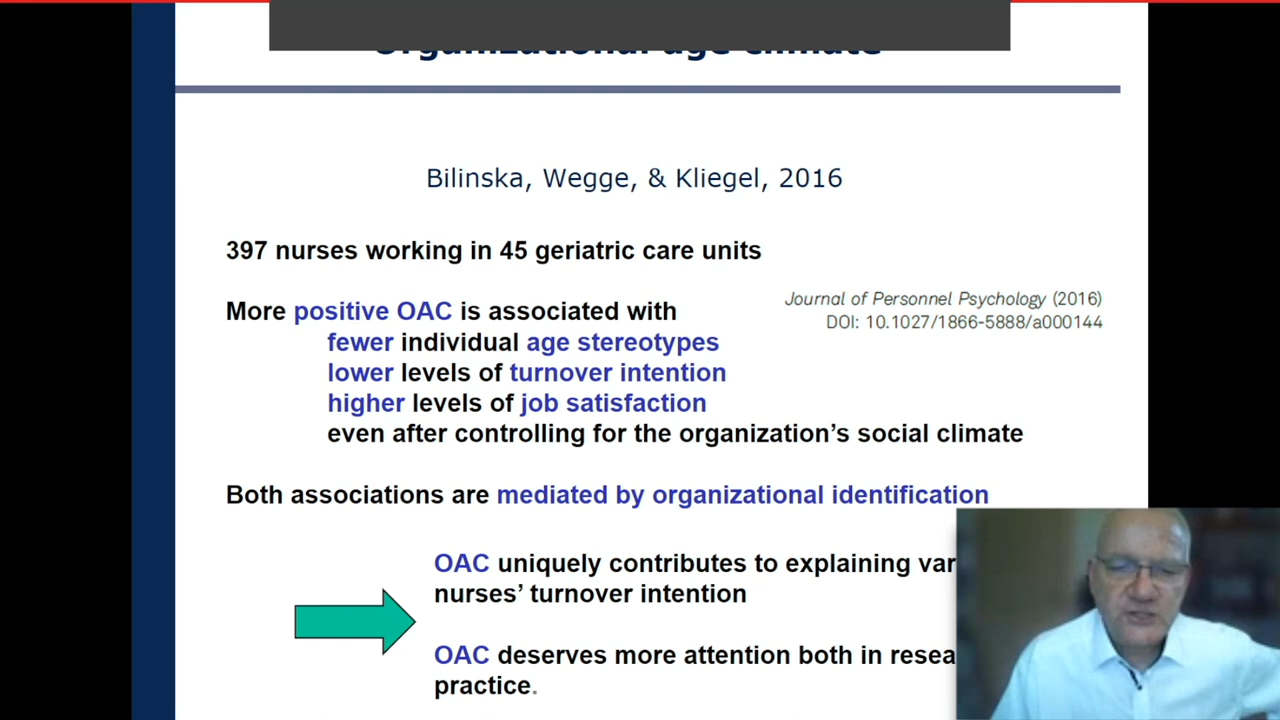 Organizational age climate
Bilinska, Wegge, & Kliegel, 2016
397 nurses working in 45 geriatric care units
More positive OAC is associated with
Journal of Personnel Psychology (2016)
DOI: 10.1027/1866-5888/a000144
fewer individual age stereotypes
lower levels of turnover intention
higher levels of job satisfaction
even after controlling for the organization’s social climate
Both associations are mediated by organizational identification
OAC uniquely contributes to explaining
nurses’ turnover intention
OAC deserves more attention both in
practice.